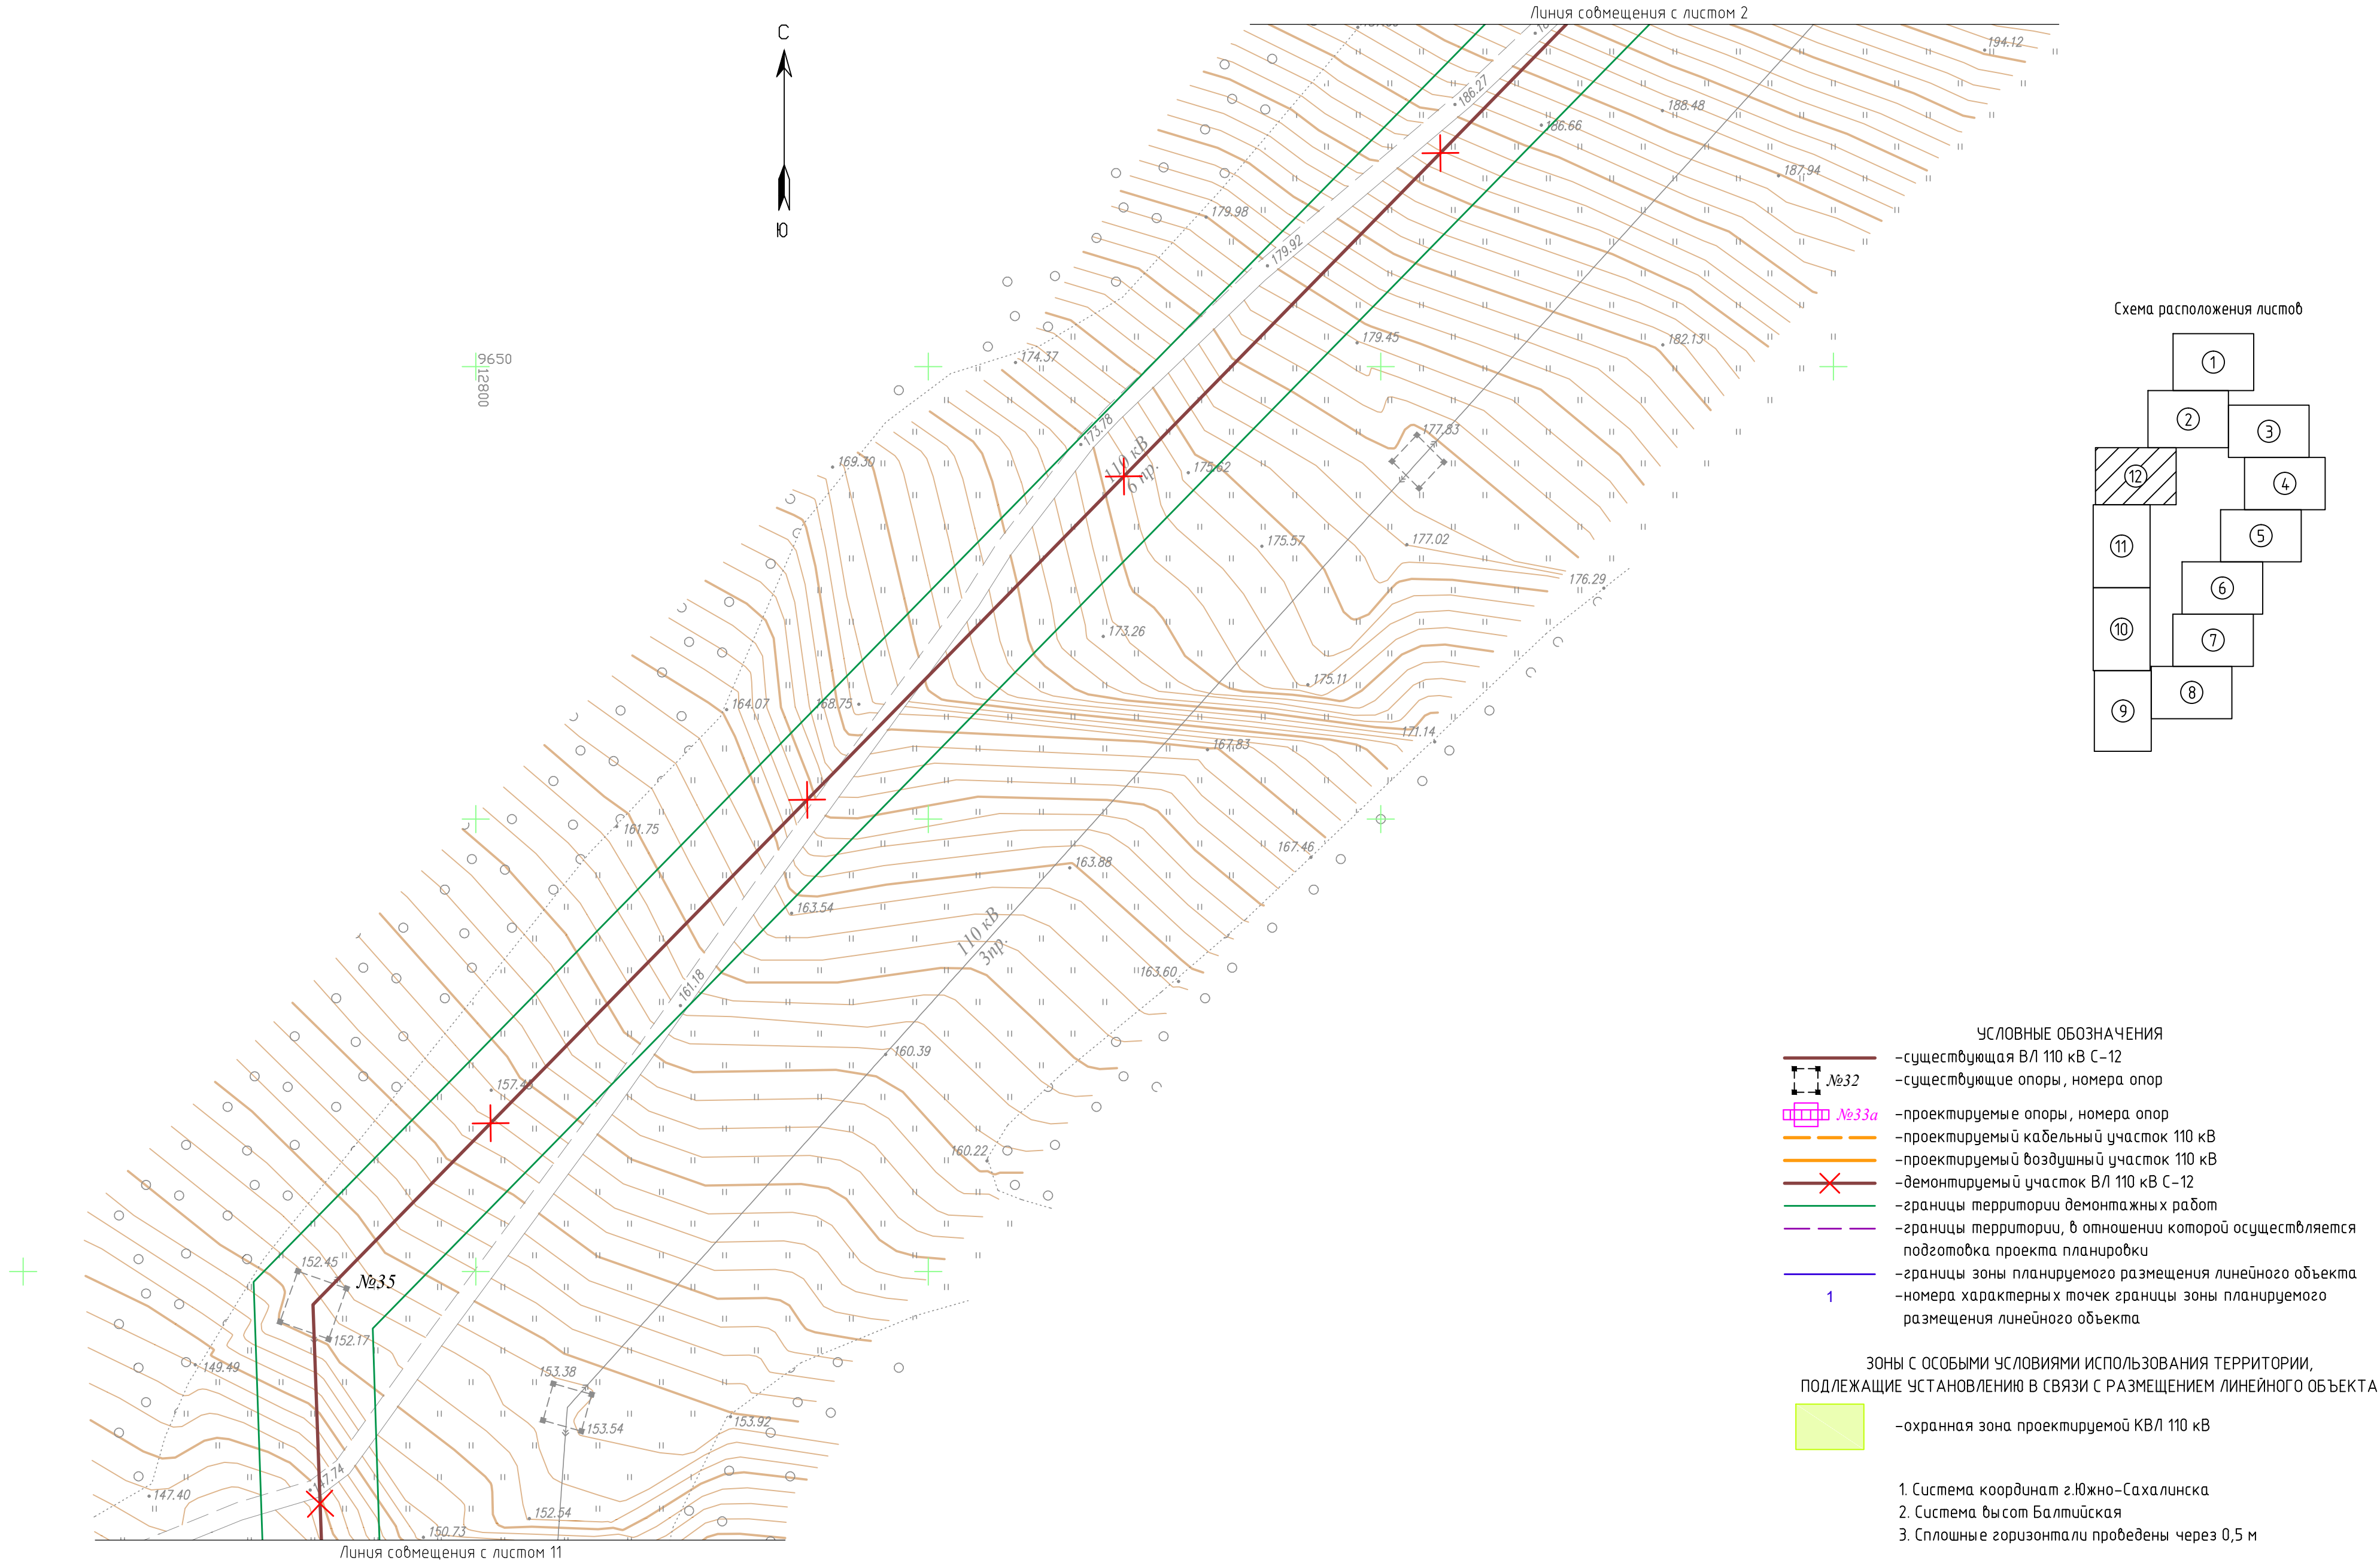 Линия совмещения с листом 2
С
Ю
194.12
186.27
188.48
186.66
187.94
179.98
179.92
Схема расположения листов
1
2
3
12
4
11
5
6
10
7
9
8
9650
12800
174.37
179.45
182.13
173.78
177.83
110 кВ
6 пр.
169.30
175.62
175.57
177.02
176.29
173.26
175.11
164.07
168.75
171.14
167.83
161.75
167.46
163.88
163.54
110 кВ
3пр.
163.60
161.18
160.39
157.45
160.22
152.45
№35
152.17
149.49
153.38
153.54
153.92
147.74
147.40
152.54
150.73
Линия совмещения с листом 11
УСЛОВНЫЕ ОБОЗНАЧЕНИЯ
-существующая ВЛ 110 кВ С-12
№32 -существующие опоры, номера опор
№33а -проектируемые опоры, номера опор
-проектируемый кабельный участок 110 кВ
-проектируемый воздушный участок 110 кВ
-демонтируемый участок ВЛ 110 кВ С-12
-границы территории демонтажных работ
-границы территории, в отношении которой осуществляется
подготовка проекта планировки
-границы зоны планируемого размещения линейного объекта
1 -номера характерных точек границы зоны планируемого
размещения линейного объекта
ЗОНЫ С ОСОБЫМИ УСЛОВИЯМИ ИСПОЛЬЗОВАНИЯ ТЕРРИТОРИИ,
ПОДЛЕЖАЩИЕ УСТАНОВЛЕНИЮ В СВЯЗИ С РАЗМЕЩЕНИЕМ ЛИНЕЙНОГО ОБЪЕКТА
-охранная зона проектируемой КВЛ 110 кВ
1. Система координат г.Южно-Сахалинска
2. Система высот Балтийская
3. Сплошные горизонтали проведены через 0,5 м